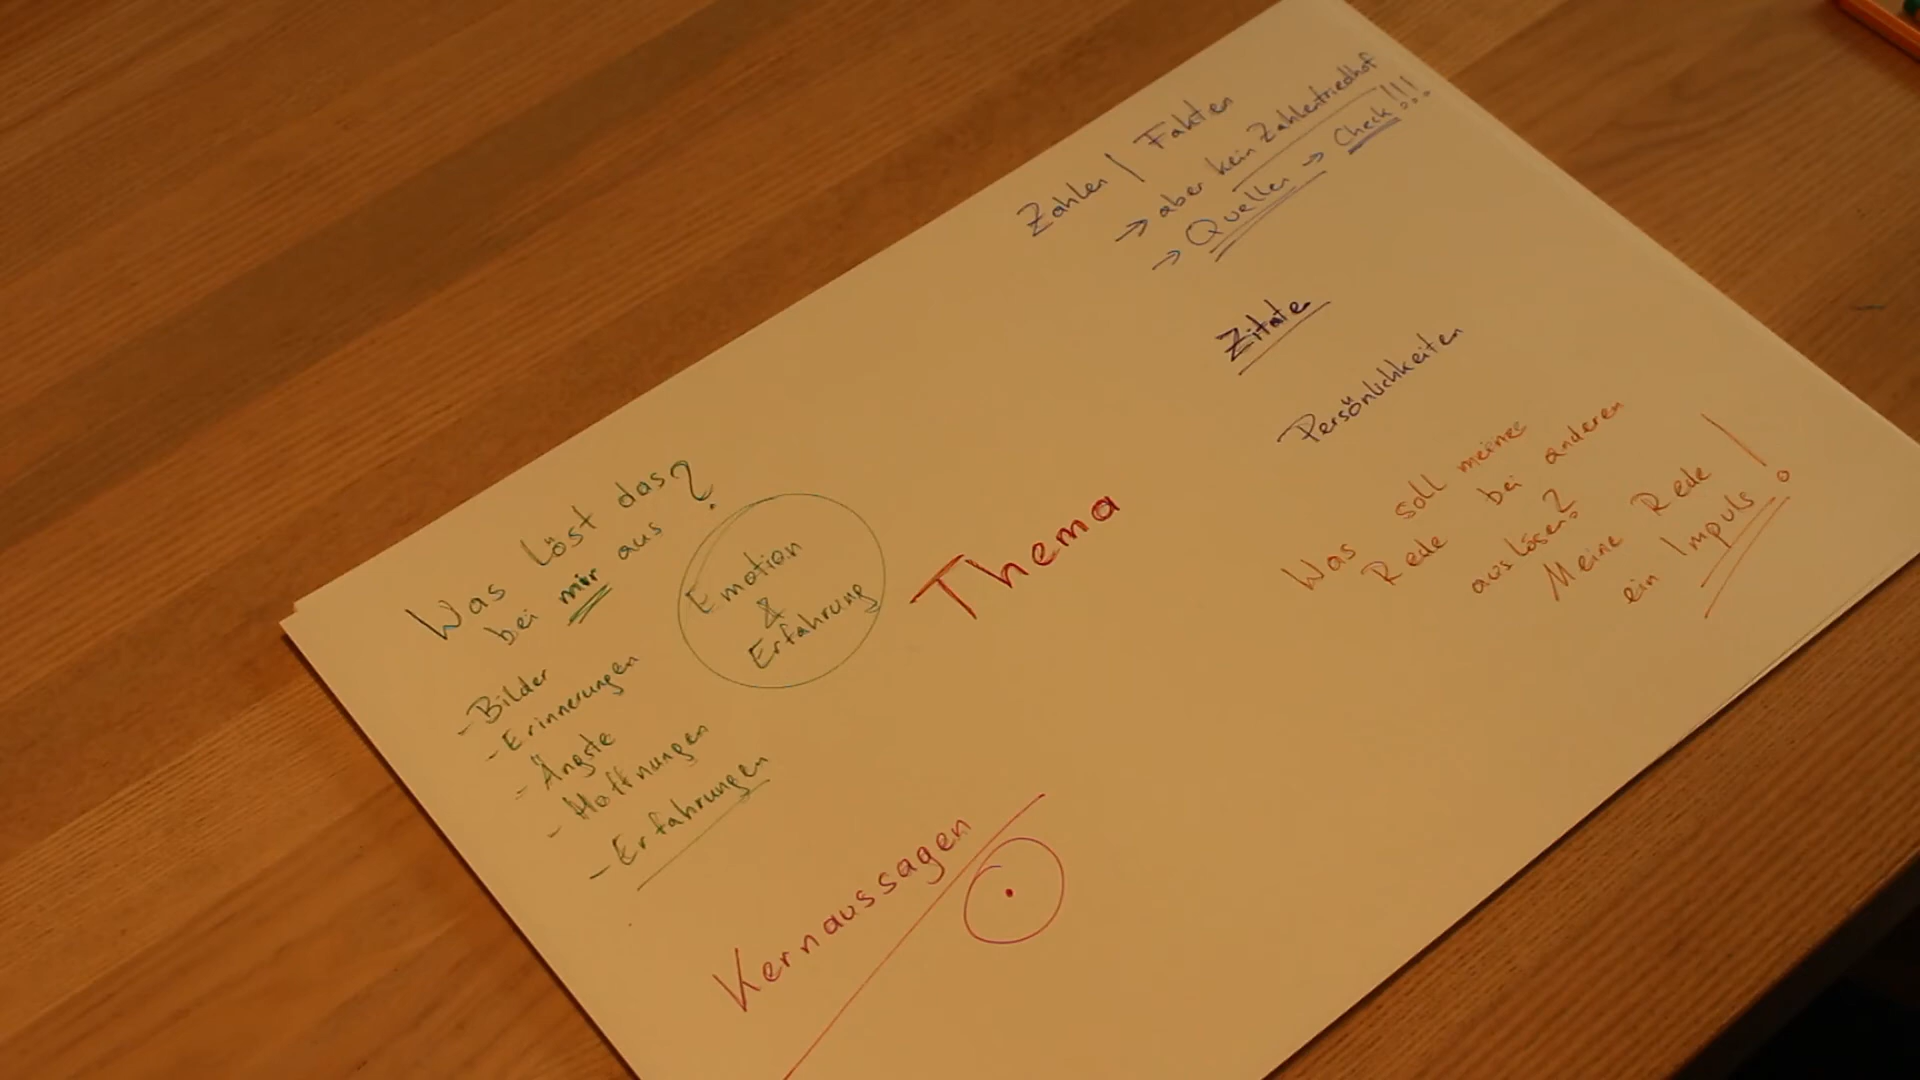 Zahlen | Fakten
→ aber kein Zahlenfriedhof
→ Quellen → Check!!!
Zitate
Persönlichkeiten
Was soll meine
Rede bei anderen
auslösen?
Meine Rede
ein Impuls!
Thema
Emotion
&
Erfahrung
Was löst das
bei mir aus?
- Bilder
- Erinnerungen
- Ängste
- Hoffnungen
- Erfahrungen
Kernaussagen